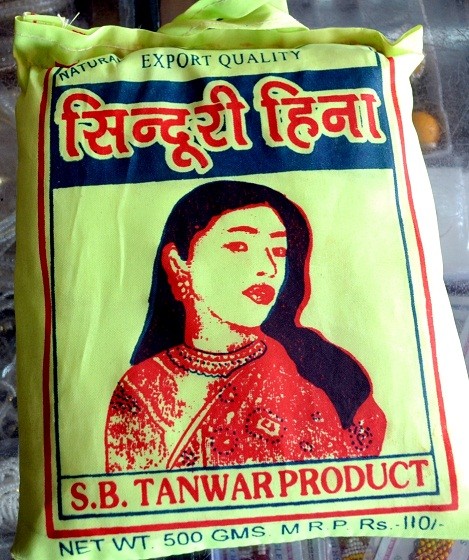 NATURAL EXPORT QUALITY
सिन्दूरी हिना
S.B. TANWAR PRODUCT
NET WT. 500 GMS. M R P. Rs.-110/-